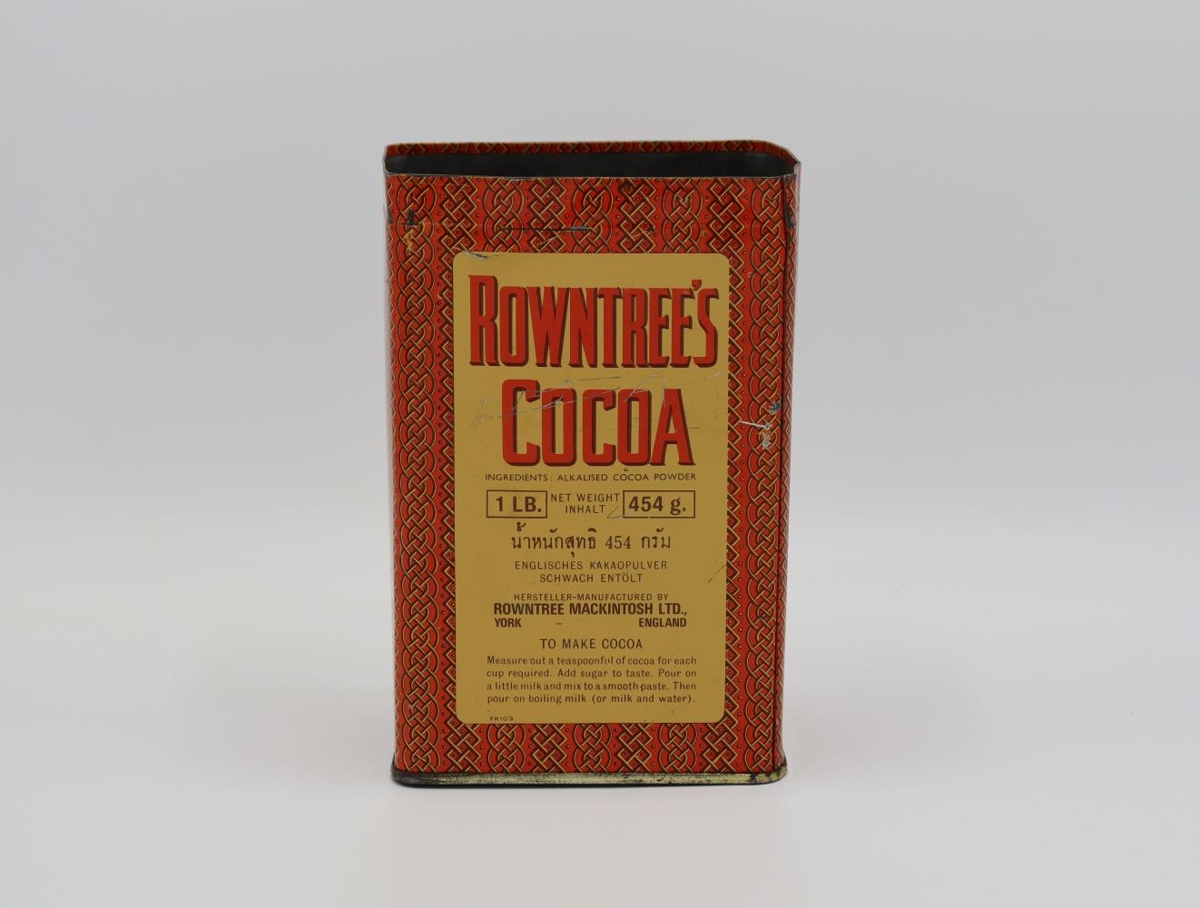 ROWNTREE'S
COCOA
INGREDIENTS: ALKALISED COCOA POWDER
1 LB. NET WEIGHT INHALT 454 g.
น้ำหนักสุทธิ 454 กรัม
ENGLISCHES KAKAOPULVER
SCHWACH ENTÖLT
HERSTELLER-MANUFACTURED BY
ROWNTREE MACKINTOSH LTD.,
YORK – ENGLAND
TO MAKE COCOA
Measure out a teaspoonful of cocoa for each
cup required. Add sugar to taste. Pour on
a little milk and mix to a smooth paste. Then
pour on boiling milk (or milk and water).
FK109